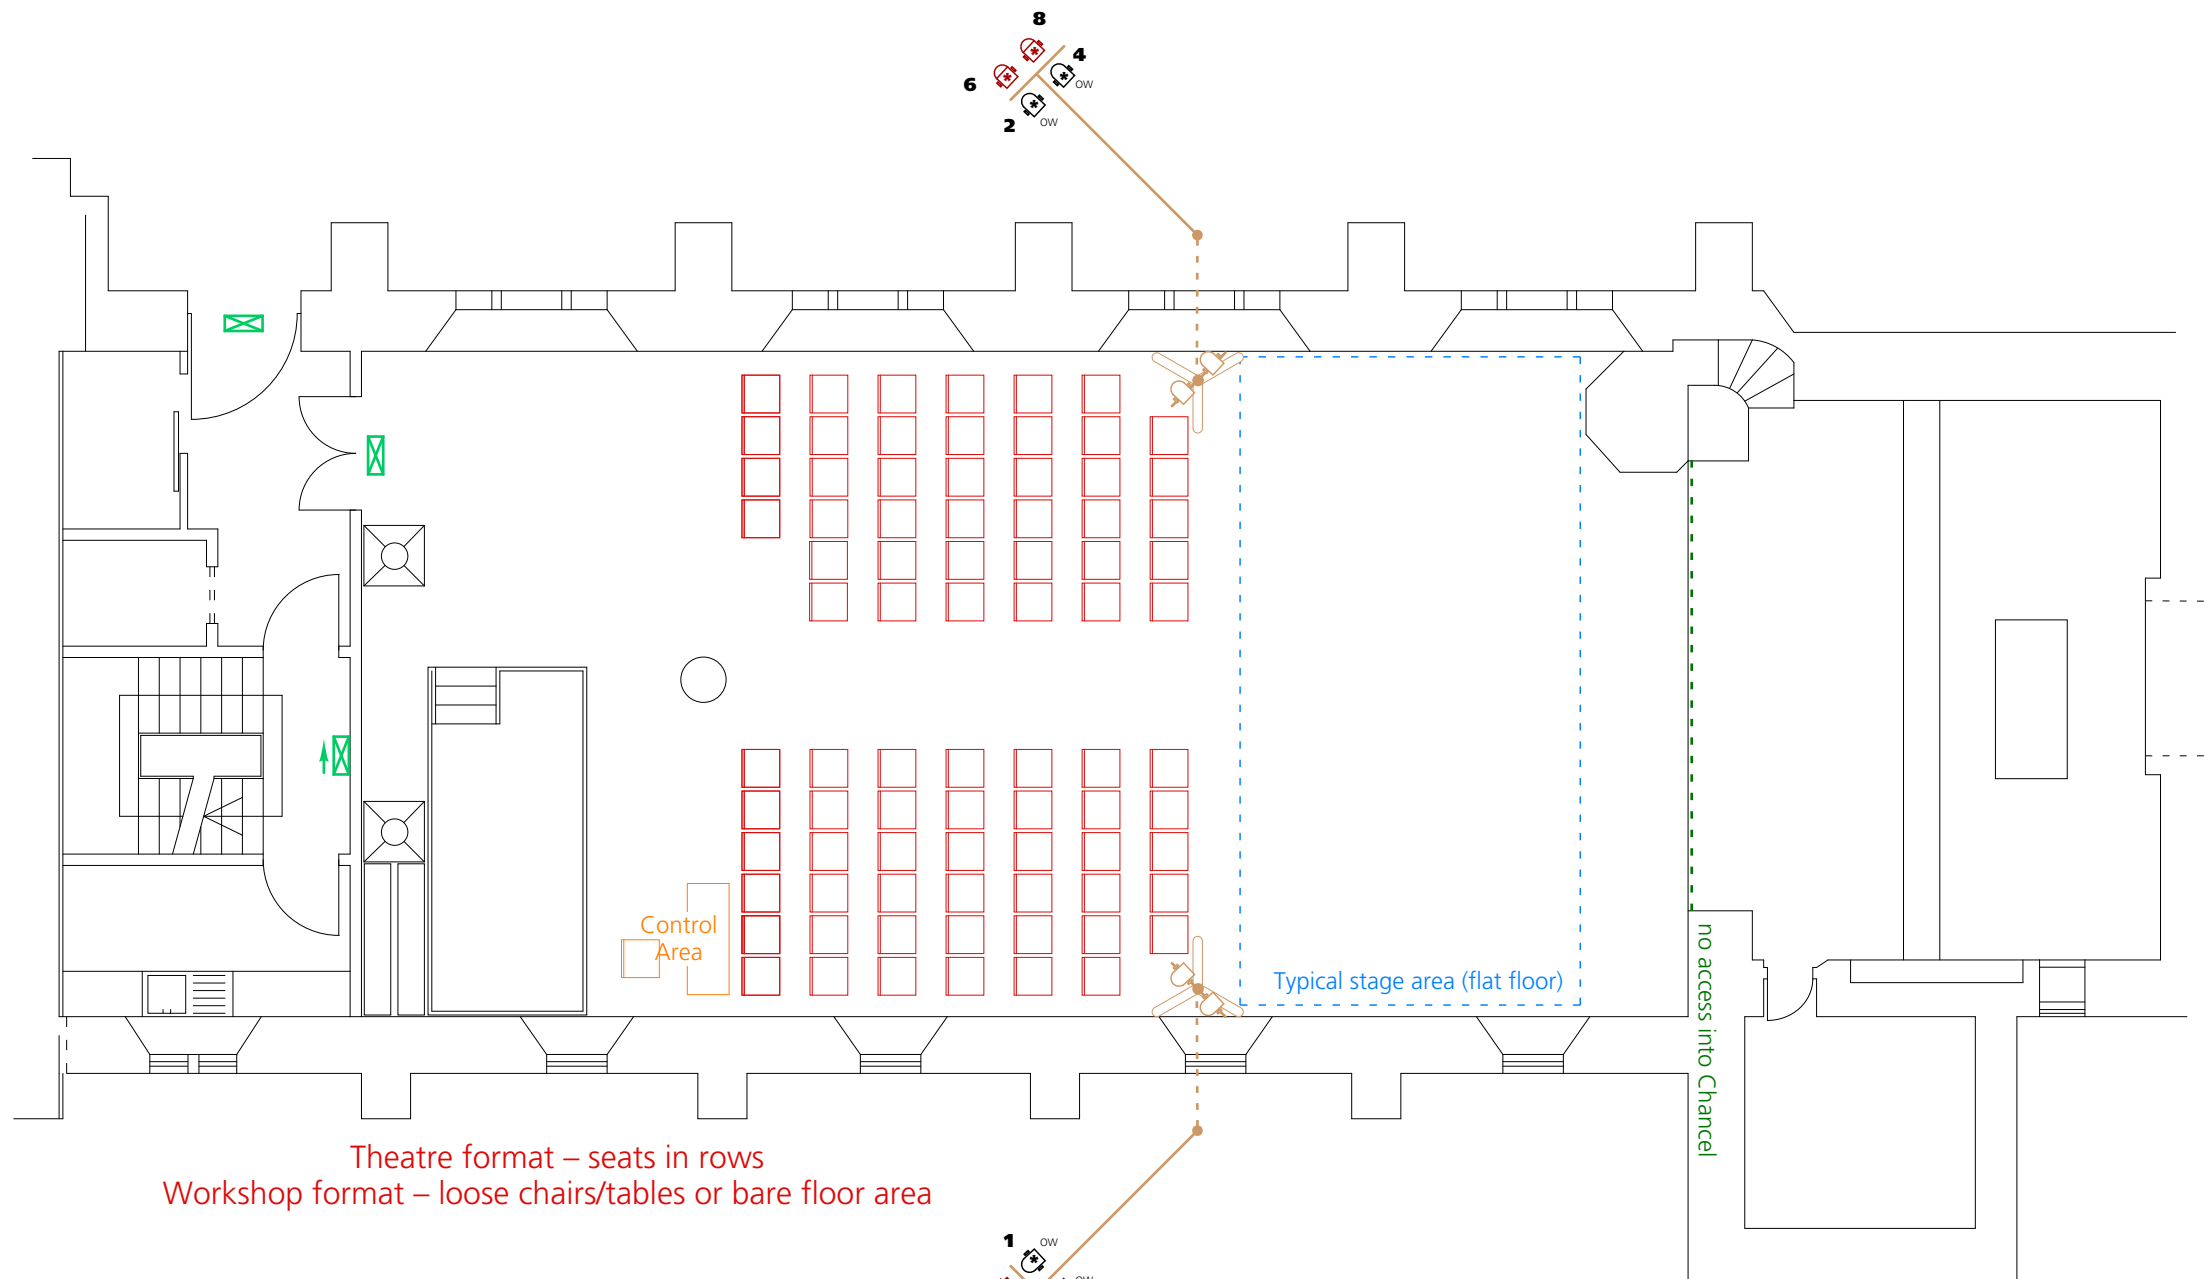 8
4
6
OW
2
OW
Control
Area
Typical stage area (flat floor)
no access into Chancel
Theatre format – seats in rows
Workshop format – loose chairs/tables or bare floor area
1
OW
OW